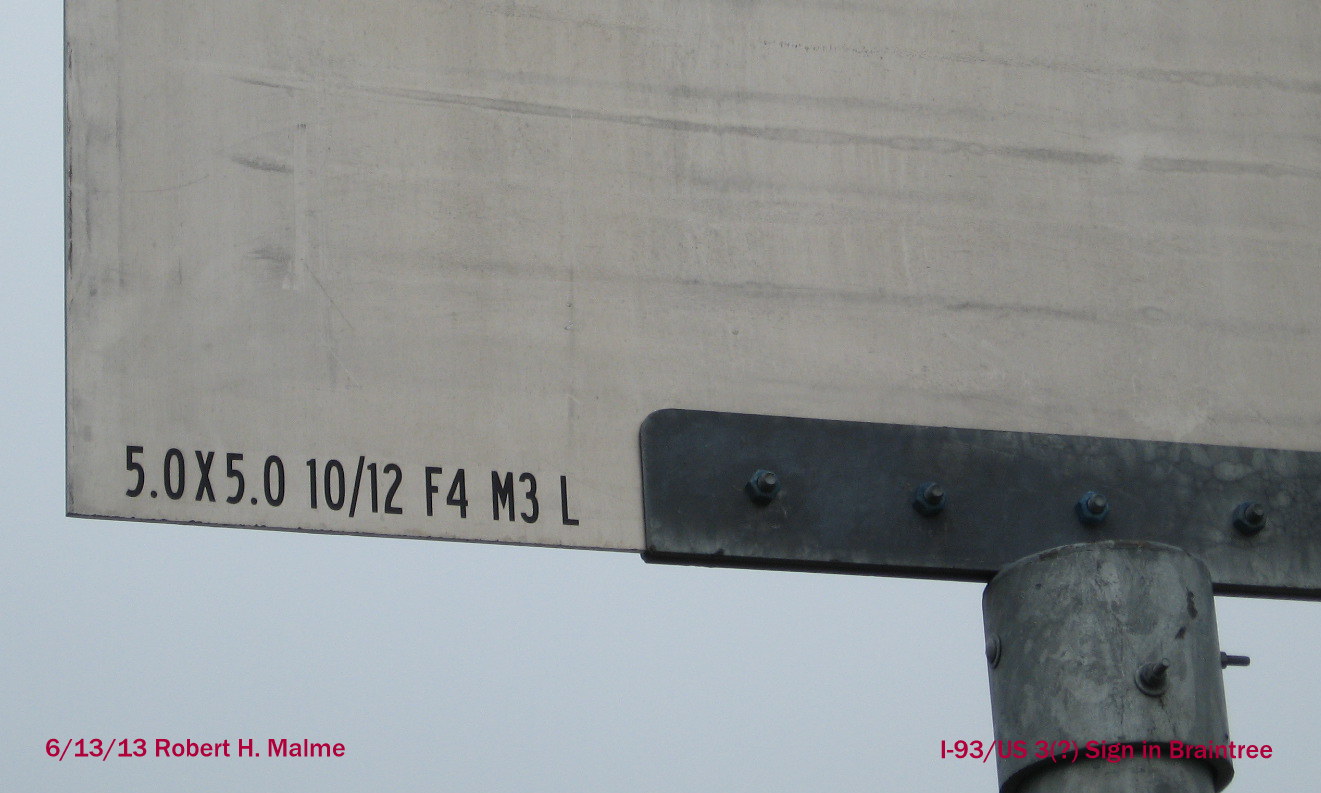 5.0X5.0 10/12 F4 M3 L
6/13/13 Robert H. Malme
I-93/US 3(?) Sign in Braintree